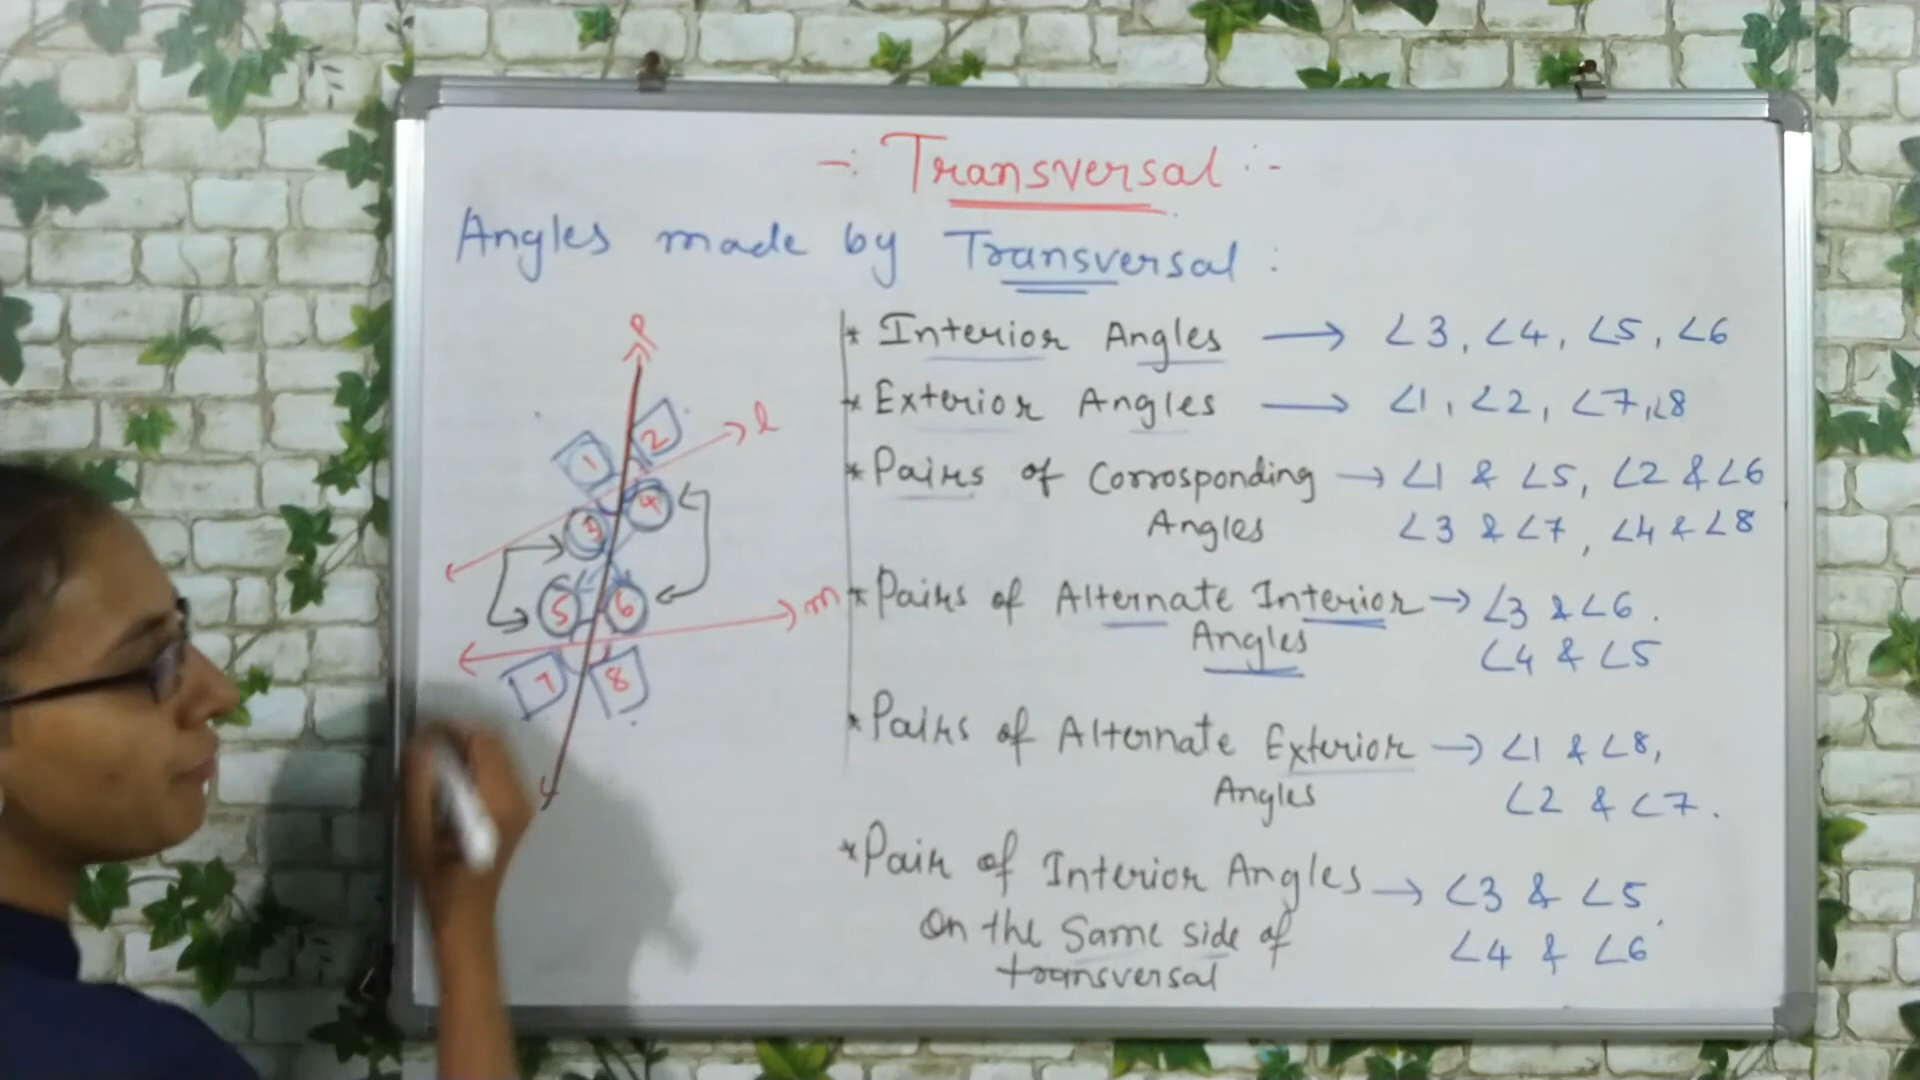 -: Transversal :-
Angles made by Transversal :
p
l
1
2
3
4
5
6
m
7
8
* Interior Angles → ∠3, ∠4, ∠5, ∠6
* Exterior Angles → ∠1, ∠2, ∠7, ∠8
* Pairs of Corrosponding → ∠1 & ∠5, ∠2 & ∠6
Angles ∠3 & ∠7, ∠4 & ∠8
* Pairs of Alternate Interior → ∠3 & ∠6.
Angles ∠4 & ∠5
* Pairs of Alternate Exterior → ∠1 & ∠8,
Angles ∠2 & ∠7.
* Pair of Interior Angles → ∠3 & ∠5
On the Same side of ∠4 & ∠6
transversal